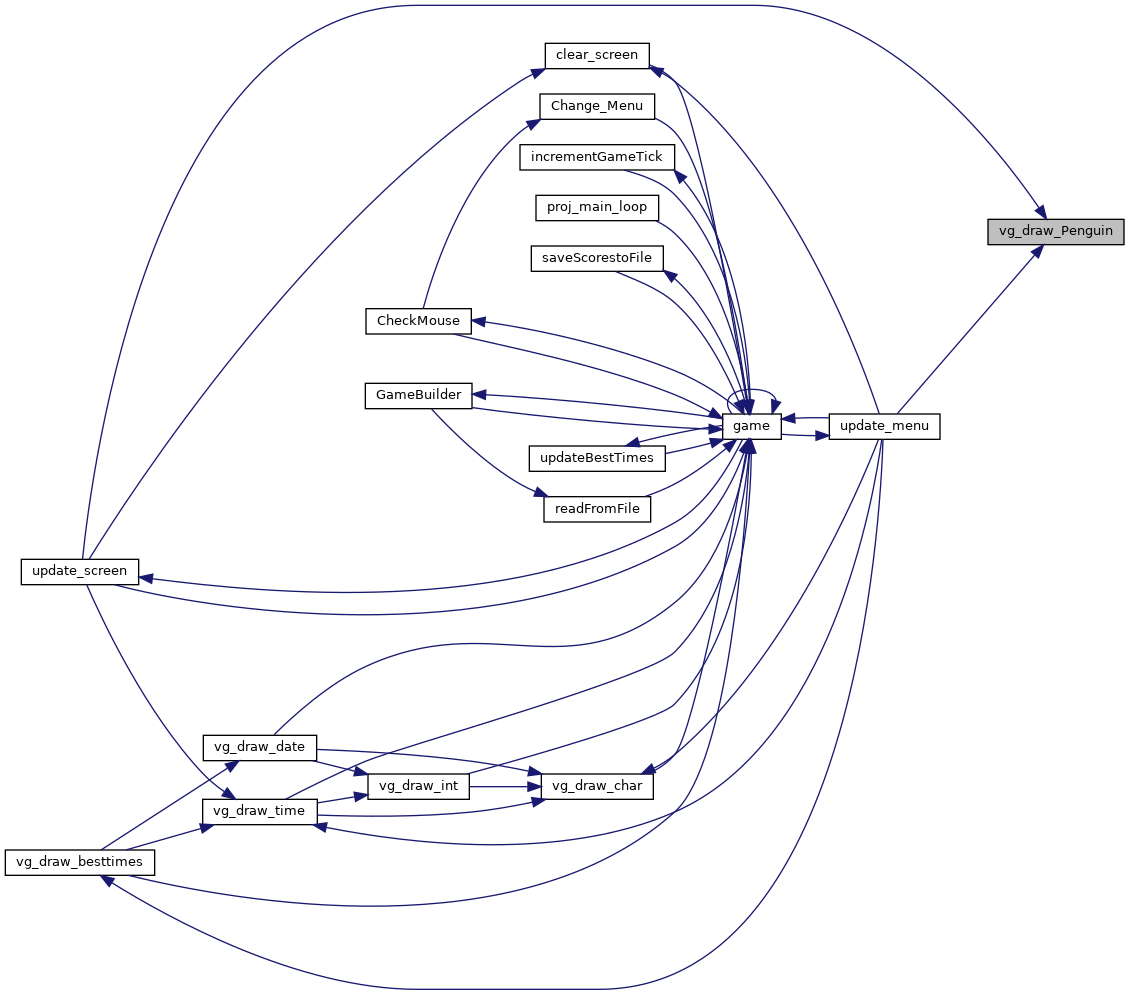 clear_screen
Change_Menu
incrementGameTick
proj_main_loop
vg_draw_Penguin
saveScorestoFile
CheckMouse
GameBuilder
game
update_menu
updateBestTimes
readFromFile
update_screen
vg_draw_date
vg_draw_int
vg_draw_char
vg_draw_time
vg_draw_besttimes